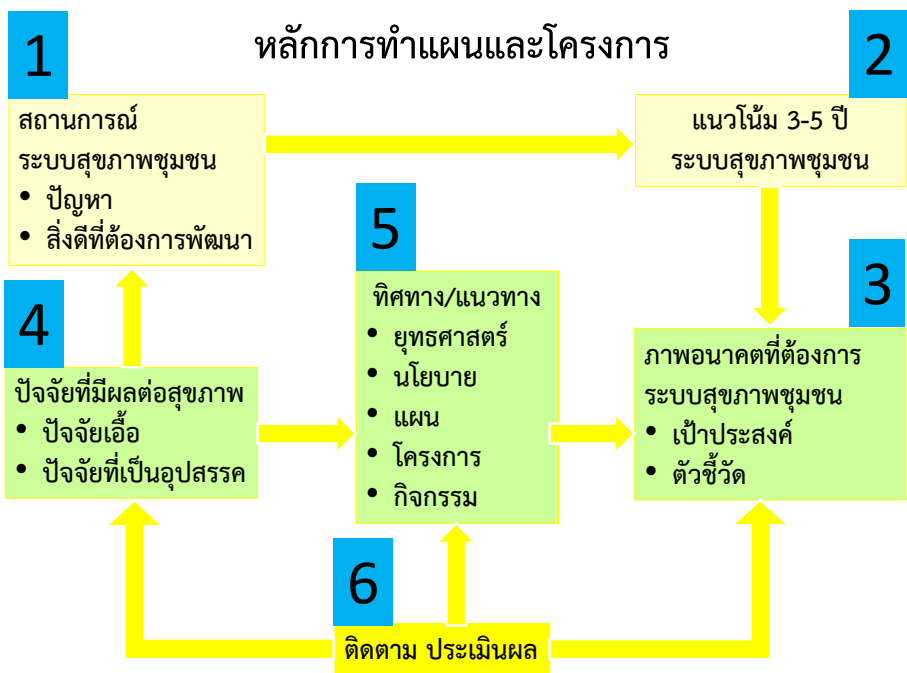 หลักการทำแผนและโครงการ
1
สถานการณ์
ระบบสุขภาพชุมชน
• ปัญหา
• สิ่งดีที่ต้องการพัฒนา
2
แนวโน้ม 3-5 ปี
ระบบสุขภาพชุมชน
3
ภาพอนาคตที่ต้องการ
ระบบสุขภาพชุมชน
• เป้าประสงค์
• ตัวชี้วัด
4
ปัจจัยที่มีผลต่อสุขภาพ
• ปัจจัยเอื้อ
• ปัจจัยที่เป็นอุปสรรค
5
ทิศทาง/แนวทาง
• ยุทธศาสตร์
• นโยบาย
• แผน
• โครงการ
• กิจกรรม
6
ติดตาม ประเมินผล